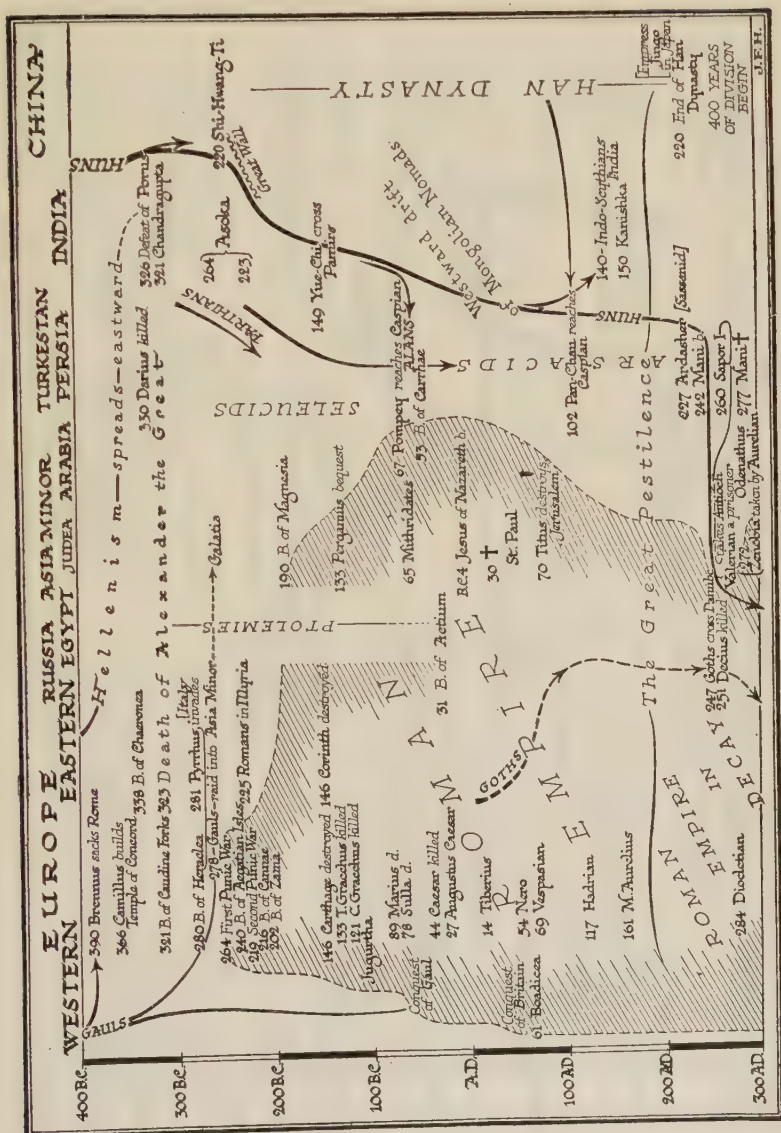 EUROPE RUSSIA ASIA MINOR TURKESTAN CHINA
WESTERN EASTERN EGYPT JUDEA ARABIA PERSIA INDIA
400 B.C.
300 B.C.
200 B.C.
100 B.C.
A.D.
100 A.D.
200 A.D.
300 A.D.
GAULS
390 Brennus sacks Rome
366 Camillus builds
Temple of Concord
338 B. of Chaeronea
321 B. of Caudine Forks
323 Death of Alexander the Great
281 Pyrrhus invades
[Italy
280 B. of Heraclea
278—Gauls—raid into Asia Minor
Galatia
264 First Punic War
240 B. of Aegatian Isles
225 Romans in Illyria
219 Second Punic War
216 B. of Cannae
202 B. of Zama
146 Carthage destroyed
146 Corinth destroyed
133 T. Gracchus killed
121 C. Gracchus killed
Jugurtha
89 Marius d.
78 Sulla d.
Conquest
of Gaul
44 Caesar killed
27 Augustus Caesar
31 B. of Actium
14 Tiberius
54 Nero
69 Vespasian
Conquest
of Britain
61 Boadicea
117 Hadrian
161 M. Aurelius
ROMAN
EMPIRE
GOTHS
ROMAN
EMPIRE IN
DECAY
284 Diocletian
247 Goths cross Danube
251 Decius killed
Hellenism—spreads—eastward
PTOLEMIES
SELEUCIDS
190 B. of Magnesia
133 Pergamus bequest
65 Mithridates
B.C. 4 Jesus of Nazareth b.
30 ✝
St. Paul
70 Titus destroys
Jerusalem
The Great Pestilence
330 Darius killed
326 Defeat of Porus
321 Chandragupta
264
223
Asoka
PARTHIANS
149 Yue-Chi cross
Pamirs
67 Pompey reaches Caspian
ALANS
53 B. of Carrhae
ARSACIDS
Westward drift
of Mongolian Nomads
102 Pan-Chau reaches
Caspian
140—Indo-Scythians
India
150 Kanishka
HUNS
227 Ardasher [Sassenid]
242 Mani b.
260 Sapor I
takes Antioch
Valerian a prisoner
277 Mani ✝
Odenathus
272
Zenobia taken by Aurelian
HUNS
220 Shi-Hwang-Ti
Great Wall
HAN DYNASTY
[Empress
Jingo
in Japan
220 End of Han
Dynasty
400 YEARS
OF DIVISION
BEGIN
J.F.H.